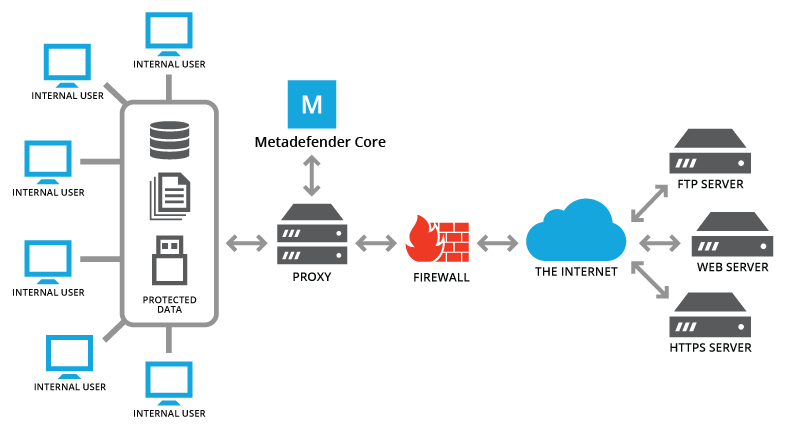 INTERNAL USER
INTERNAL USER
INTERNAL USER
INTERNAL USER
INTERNAL USER
INTERNAL USER
PROTECTED
DATA
M
Metadefender Core
PROXY
FIREWALL
THE INTERNET
FTP SERVER
WEB SERVER
HTTPS SERVER